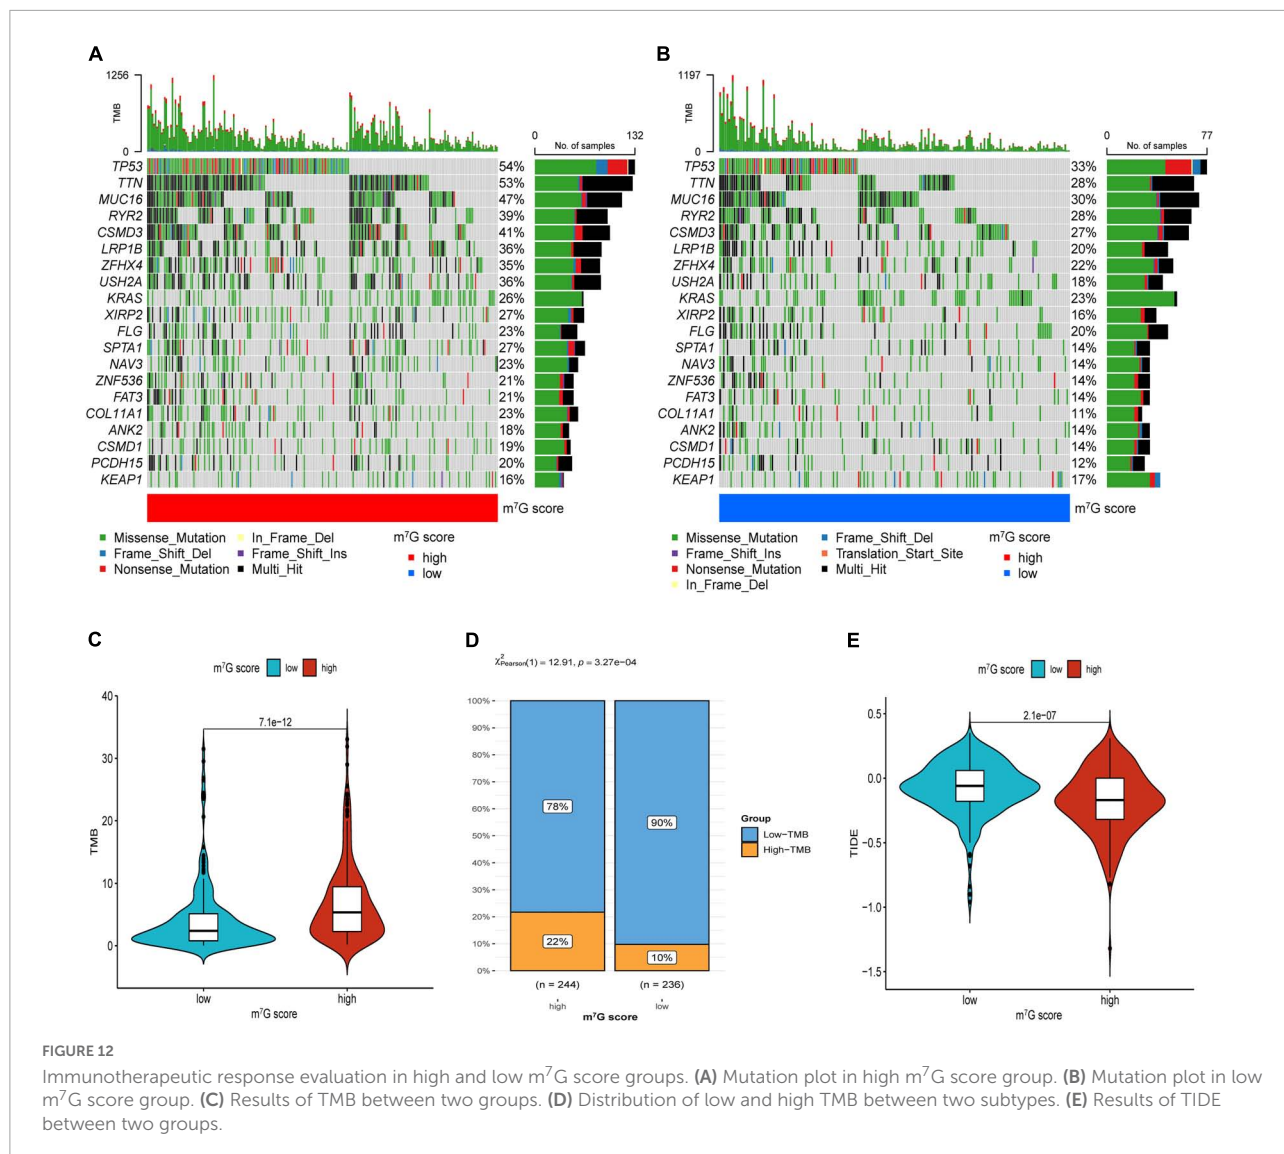 A
1256
TMB
0
0
132
No. of samples
TP53 54%
TTN 53%
MUC16 47%
RYR2 39%
CSMD3 41%
LRP1B 36%
ZFHX4 35%
USH2A 36%
KRAS 26%
XIRP2 27%
FLG 23%
SPTA1 27%
NAV3 23%
ZNF536 21%
FAT3 21%
COL11A1 23%
ANK2 18%
CSMD1 19%
PCDH15 20%
KEAP1 16%
m⁷G score
Missense_Mutation In_Frame_Del m⁷G score
Frame_Shift_Del Frame_Shift_Ins high
Nonsense_Mutation Multi_Hit low
B
1197
TMB
0
0
77
No. of samples
TP53 33%
TTN 28%
MUC16 30%
RYR2 28%
CSMD3 27%
LRP1B 20%
ZFHX4 22%
USH2A 18%
KRAS 23%
XIRP2 16%
FLG 20%
SPTA1 14%
NAV3 14%
ZNF536 14%
FAT3 14%
COL11A1 11%
ANK2 14%
CSMD1 14%
PCDH15 12%
KEAP1 17%
m⁷G score
Missense_Mutation Frame_Shift_Del m⁷G score
Frame_Shift_Ins Translation_Start_Site high
Nonsense_Mutation Multi_Hit low
In_Frame_Del
C
m⁷G score low high
7.1e−12
40
30
20
10
0
TMB
low high
m⁷G score
D
χ²Pearson(1) = 12.91, p = 3.27e−04
100%
90%
80%
70%
60%
50%
40%
30%
20%
10%
0%
78%
22%
90%
10%
(n = 244) (n = 236)
high low
m⁷G score
Group
Low−TMB
High−TMB
E
m⁷G score low high
2.1e−07
0.5
0.0
−0.5
−1.0
−1.5
TIDE
low high
m⁷G score
FIGURE 12
Immunotherapeutic response evaluation in high and low m⁷G score groups. (A) Mutation plot in high m⁷G score group. (B) Mutation plot in low
m⁷G score group. (C) Results of TMB between two groups. (D) Distribution of low and high TMB between two subtypes. (E) Results of TIDE
between two groups.